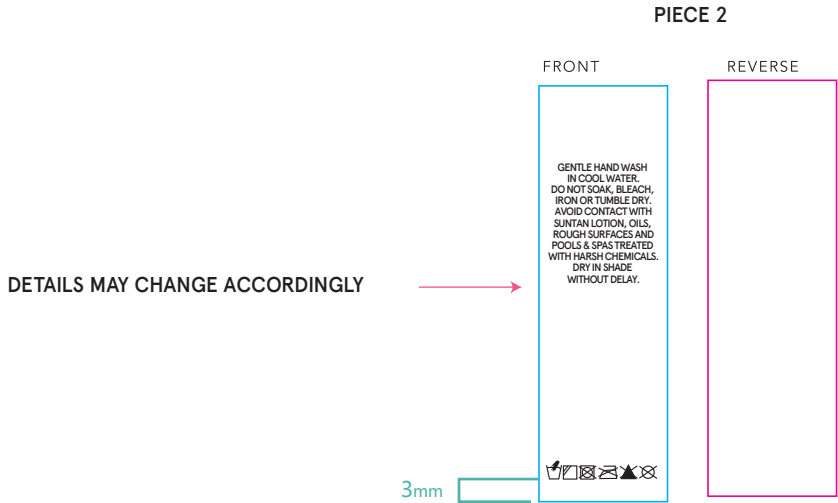 PIECE 2
FRONT
REVERSE
GENTLE HAND WASH
IN COOL WATER.
DO NOT SOAK, BLEACH,
IRON OR TUMBLE DRY.
AVOID CONTACT WITH
SUNTAN LOTION, OILS,
ROUGH SURFACES AND
POOLS & SPAS TREATED
WITH HARSH CHEMICALS.
DRY IN SHADE
WITHOUT DELAY.
DETAILS MAY CHANGE ACCORDINGLY
3mm